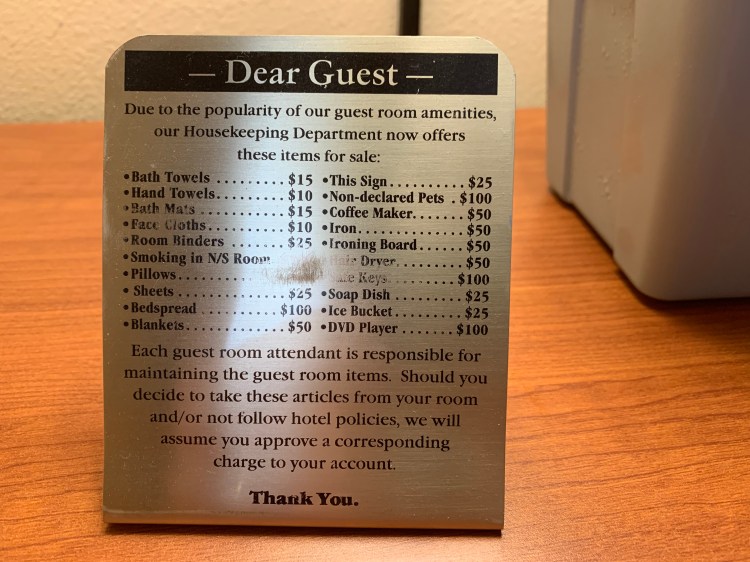 — Dear Guest —
Due to the popularity of our guest room amenities,
our Housekeeping Department now offers
these items for sale:
•Bath Towels ......... $15 •This Sign.......... $25
•Hand Towels......... $10 •Non-declared Pets . $100
•Bath Mats ........... $15 •Coffee Maker....... $50
•Face Cloths.......... $10 •Iron............... $50
•Room Binders ....... $25 •Ironing Board...... $50
•Smoking in N/S Room Dryer............ $50
•Pillows........ Keys............ $100
• Sheets ............. $25 •Soap Dish ......... $25
•Bedspread ......... $100 •Ice Bucket......... $25
•Blankets............. $50 •DVD Player ....... $100
Each guest room attendant is responsible for
maintaining the guest room items. Should you
decide to take these articles from your room
and/or not follow hotel policies, we will
assume you approve a corresponding
charge to your account.
Thank You.